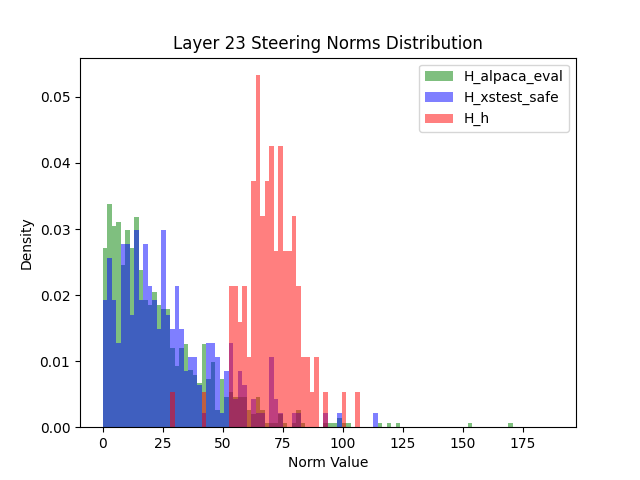 Layer 23 Steering Norms Distribution
H_alpaca_eval
H_xstest_safe
H_h
0.05
0.04
0.03
0.02
0.01
0.00
Density
0 25 50 75 100 125 150 175
Norm Value